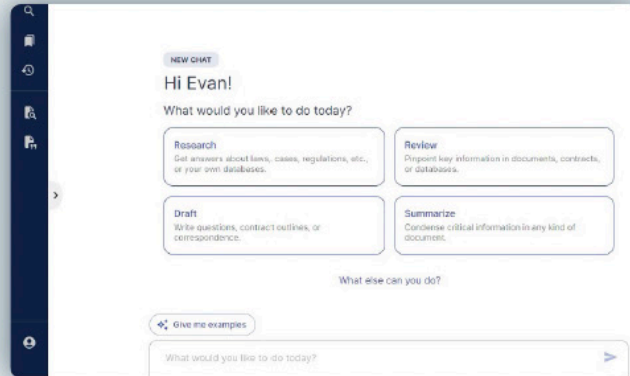 NEW CHAT
Hi Evan!
What would you like to do today?
Research
Get answers about laws, cases, regulations, etc.,
or your own databases.
Review
Pinpoint key information in documents, contracts,
or databases.
Draft
Write questions, contract outlines, or
correspondence.
Summarize
Condense critical information in any kind of
document.
What else can you do?
Give me examples
What would you like to do today?